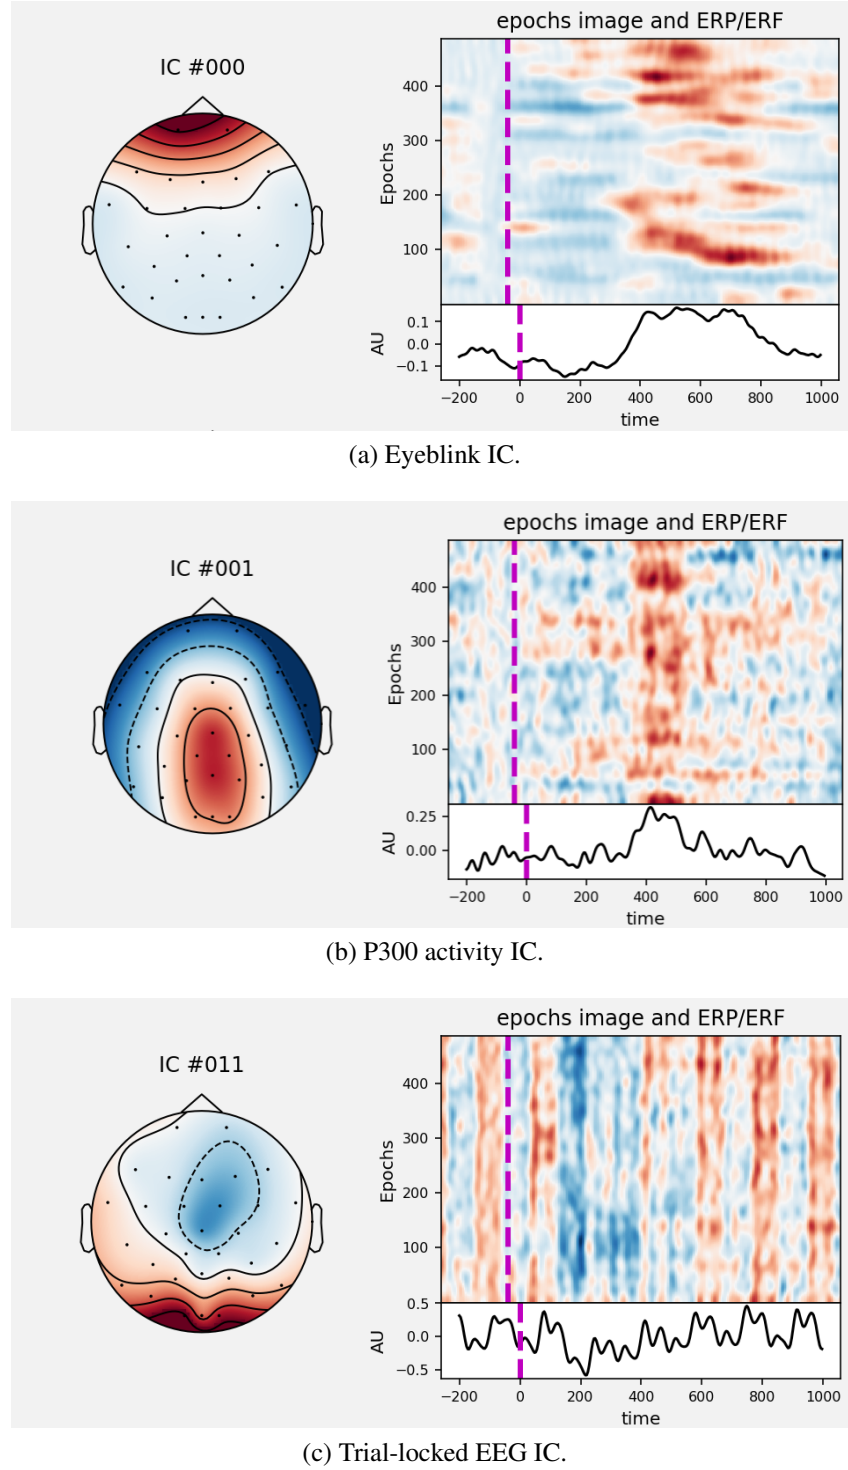 epochs image and ERP/ERF
IC #000
Epochs
400
300
200
100
AU
0.1
0.0
−0.1
−200 0 200 400 600 800 1000
time
(a) Eyeblink IC.
epochs image and ERP/ERF
IC #001
Epochs
400
300
200
100
AU
0.25
0.00
−200 0 200 400 600 800 1000
time
(b) P300 activity IC.
epochs image and ERP/ERF
IC #011
Epochs
400
300
200
100
AU
0.5
0.0
−0.5
−200 0 200 400 600 800 1000
time
(c) Trial-locked EEG IC.